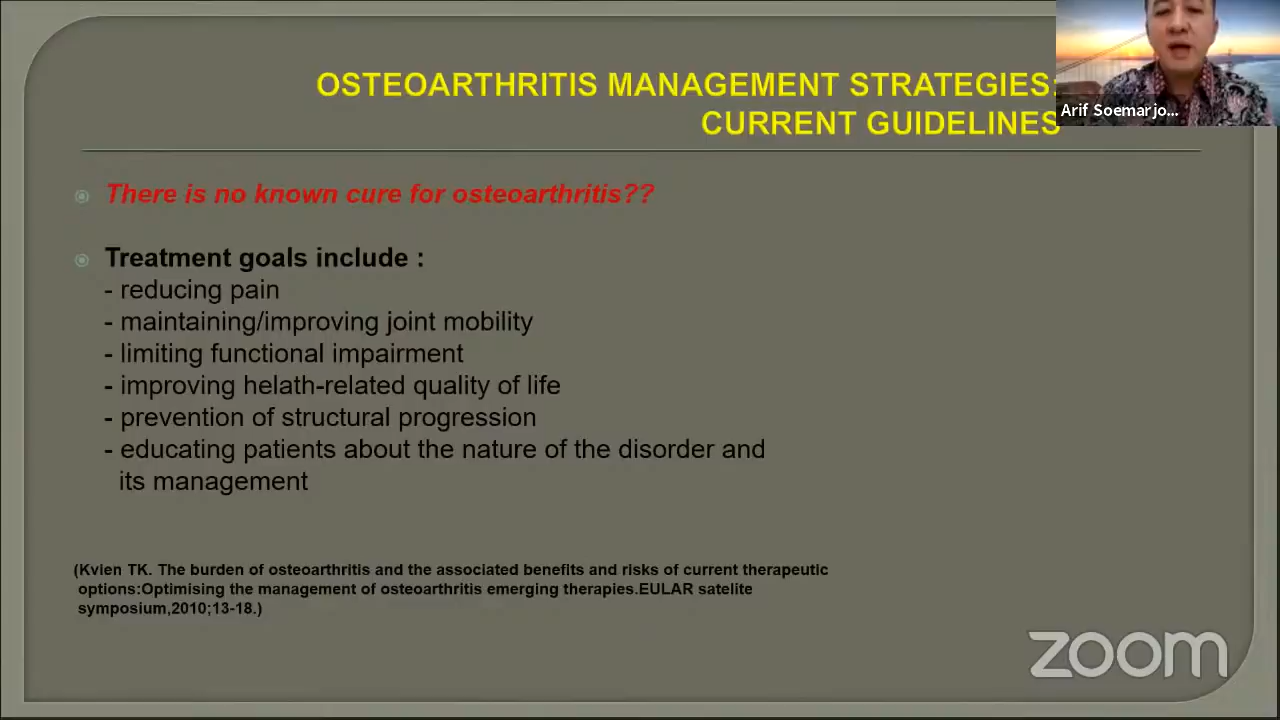 OSTEOARTHRITIS MANAGEMENT STRATEGIES:
CURRENT GUIDELINES
Arif Soemarjo...
There is no known cure for osteoarthritis??
Treatment goals include :
- reducing pain
- maintaining/improving joint mobility
- limiting functional impairment
- improving helath-related quality of life
- prevention of structural progression
- educating patients about the nature of the disorder and
its management
(Kvien TK. The burden of osteoarthritis and the associated benefits and risks of current therapeutic
options:Optimising the management of osteoarthritis emerging therapies.EULAR satelite
symposium,2010;13-18.)
zoom